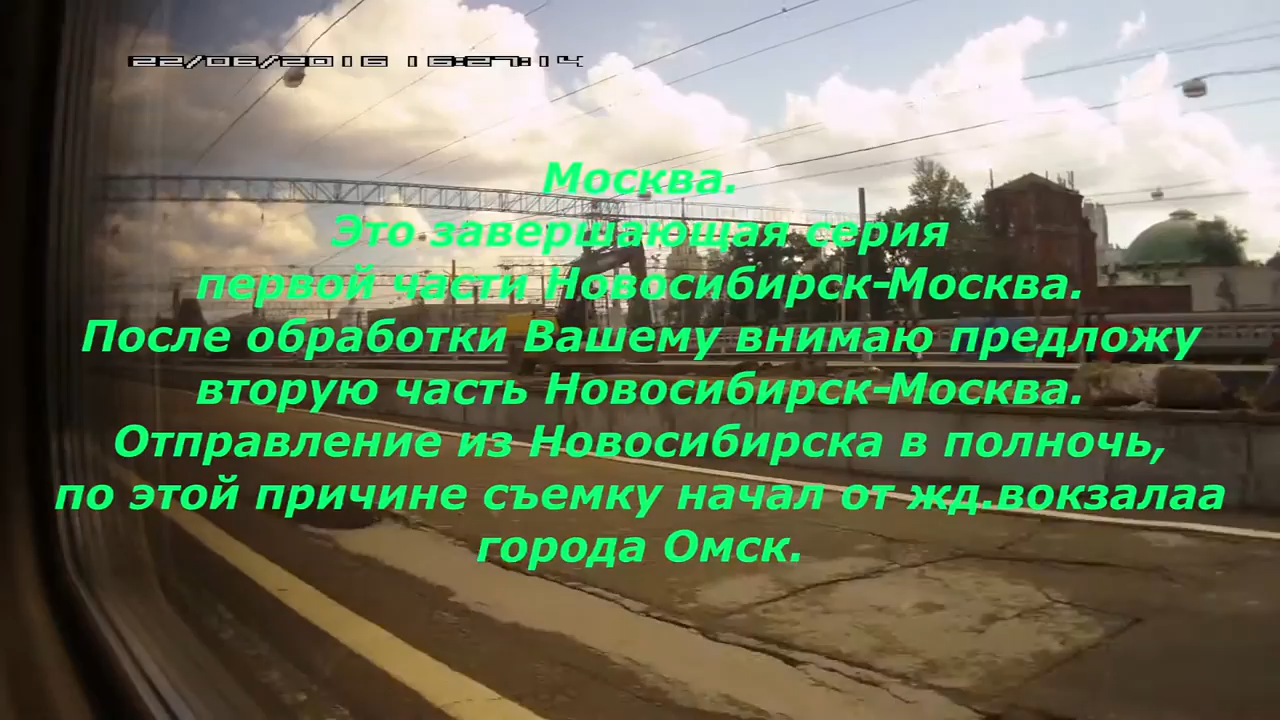 22/06/2016 16:27:14
Москва.
Это завершающая серия
первой части Новосибирск-Москва.
После обработки Вашему внимаю предложу
вторую часть Новосибирск-Москва.
Отправление из Новосибирска в полночь,
по этой причине съемку начал от жд.вокзалаа
города Омск.